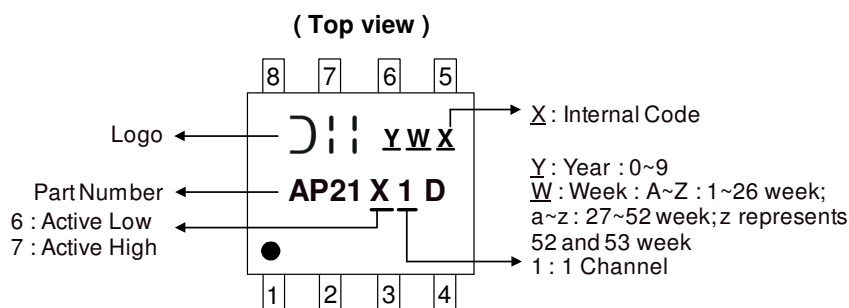 ( Top view )
8 7 6 5
Logo
Y W X
X : Internal Code
Part Number
AP21 X 1 D
6 : Active Low
7 : Active High
Y : Year : 0~9
W : Week : A~Z : 1~26 week;
a~z : 27~52 week; z represents
52 and 53 week
1 : 1 Channel
1 2 3 4